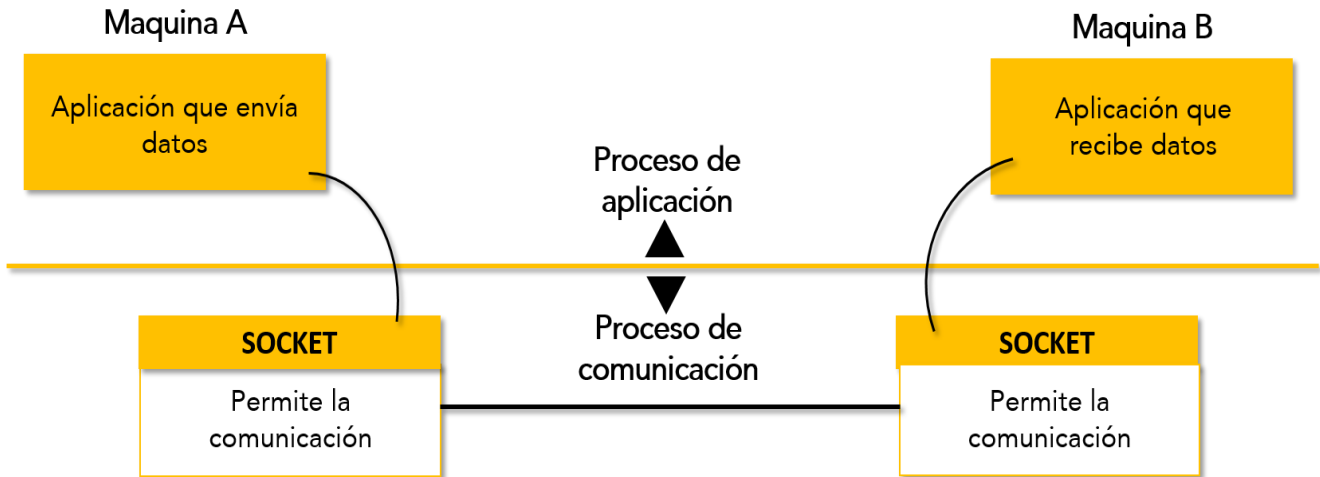 Maquina A
Maquina B
Aplicación que envía
datos
Aplicación que
recibe datos
Proceso de
aplicación
Proceso de
comunicación
SOCKET
Permite la
comunicación
SOCKET
Permite la
comunicación